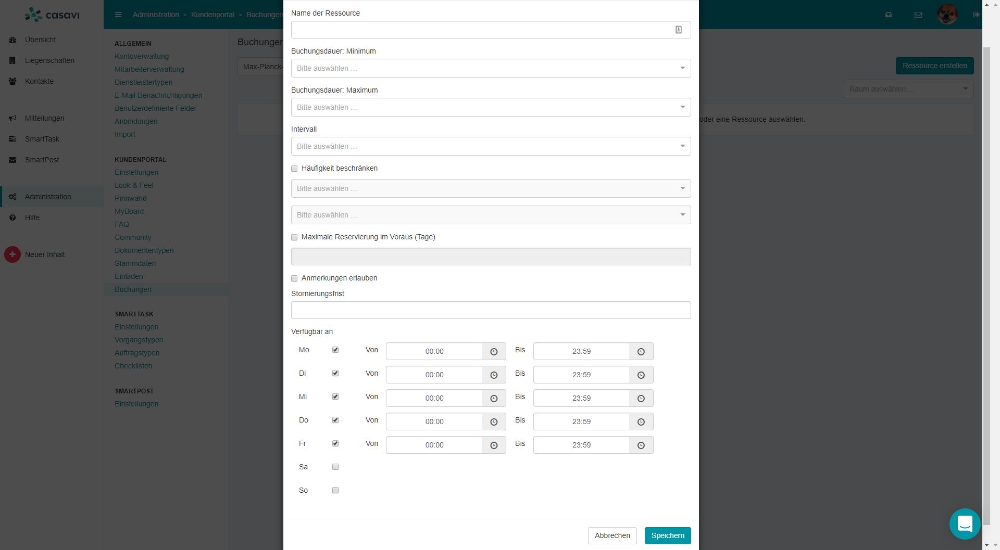 casavi
Administration > Kundenportal > Buchungen
Übersicht
Liegenschaften
Kontakte
Mitteilungen
SmartTask
SmartPost
Administration
Hilfe
Neuer Inhalt
ALLGEMEIN
Kontoverwaltung
Mitarbeiterverwaltung
Dienstleistertypen
E-Mail-Benachrichtigungen
Benutzerdefinierte Felder
Anbindungen
Import
KUNDENPORTAL
Einstellungen
Look & Feel
Pinnwand
MyBoard
FAQ
Community
Dokumententypen
Stammdaten
Einladen
Buchungen
SMARTTASK
Einstellungen
Vorgangstypen
Auftragstypen
Checklisten
SMARTPOST
Einstellungen
Buchungen
Max-Planck-
Name der Ressource
Buchungsdauer: Minimum
Bitte auswählen ...
Buchungsdauer: Maximum
Bitte auswählen ...
Intervall
Bitte auswählen ...
Häufigkeit beschränken
Bitte auswählen ...
Bitte auswählen ...
Maximale Reservierung im Voraus (Tage)
Anmerkungen erlauben
Stornierungsfrist
Verfügbar an
Mo Von 00:00 Bis 23:59
Di Von 00:00 Bis 23:59
Mi Von 00:00 Bis 23:59
Do Von 00:00 Bis 23:59
Fr Von 00:00 Bis 23:59
Sa
So
Abbrechen Speichern
Ressource erstellen
Raum auswählen ...
oder eine Ressource auswählen.